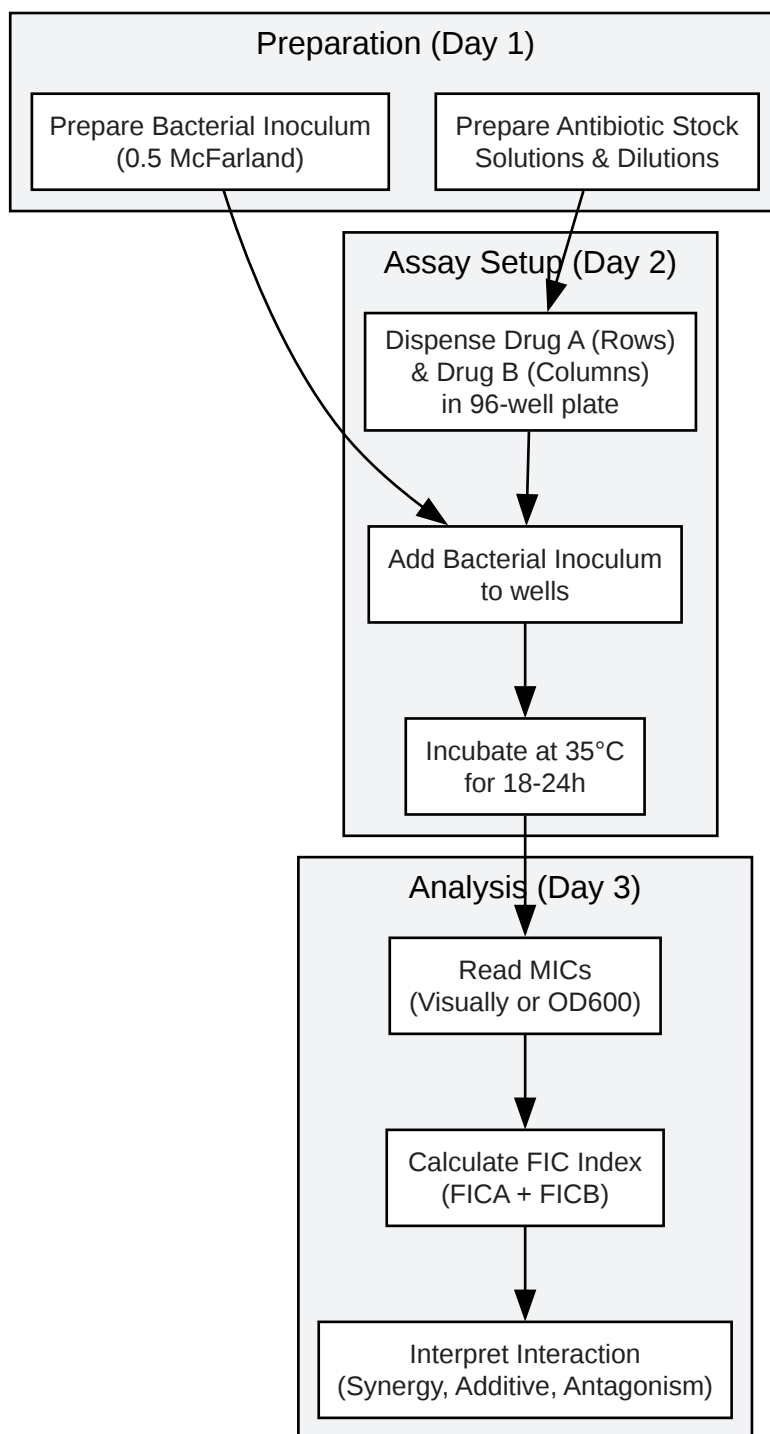 Preparation (Day 1)
Prepare Bacterial Inoculum
(0.5 McFarland)
Prepare Antibiotic Stock
Solutions & Dilutions
Assay Setup (Day 2)
Dispense Drug A (Rows)
& Drug B (Columns)
in 96-well plate
Add Bacterial Inoculum
to wells
Incubate at 35°C
for 18-24h
Analysis (Day 3)
Read MICs
(Visually or OD600)
Calculate FIC Index
(FICA + FICB)
Interpret Interaction
(Synergy, Additive, Antagonism)